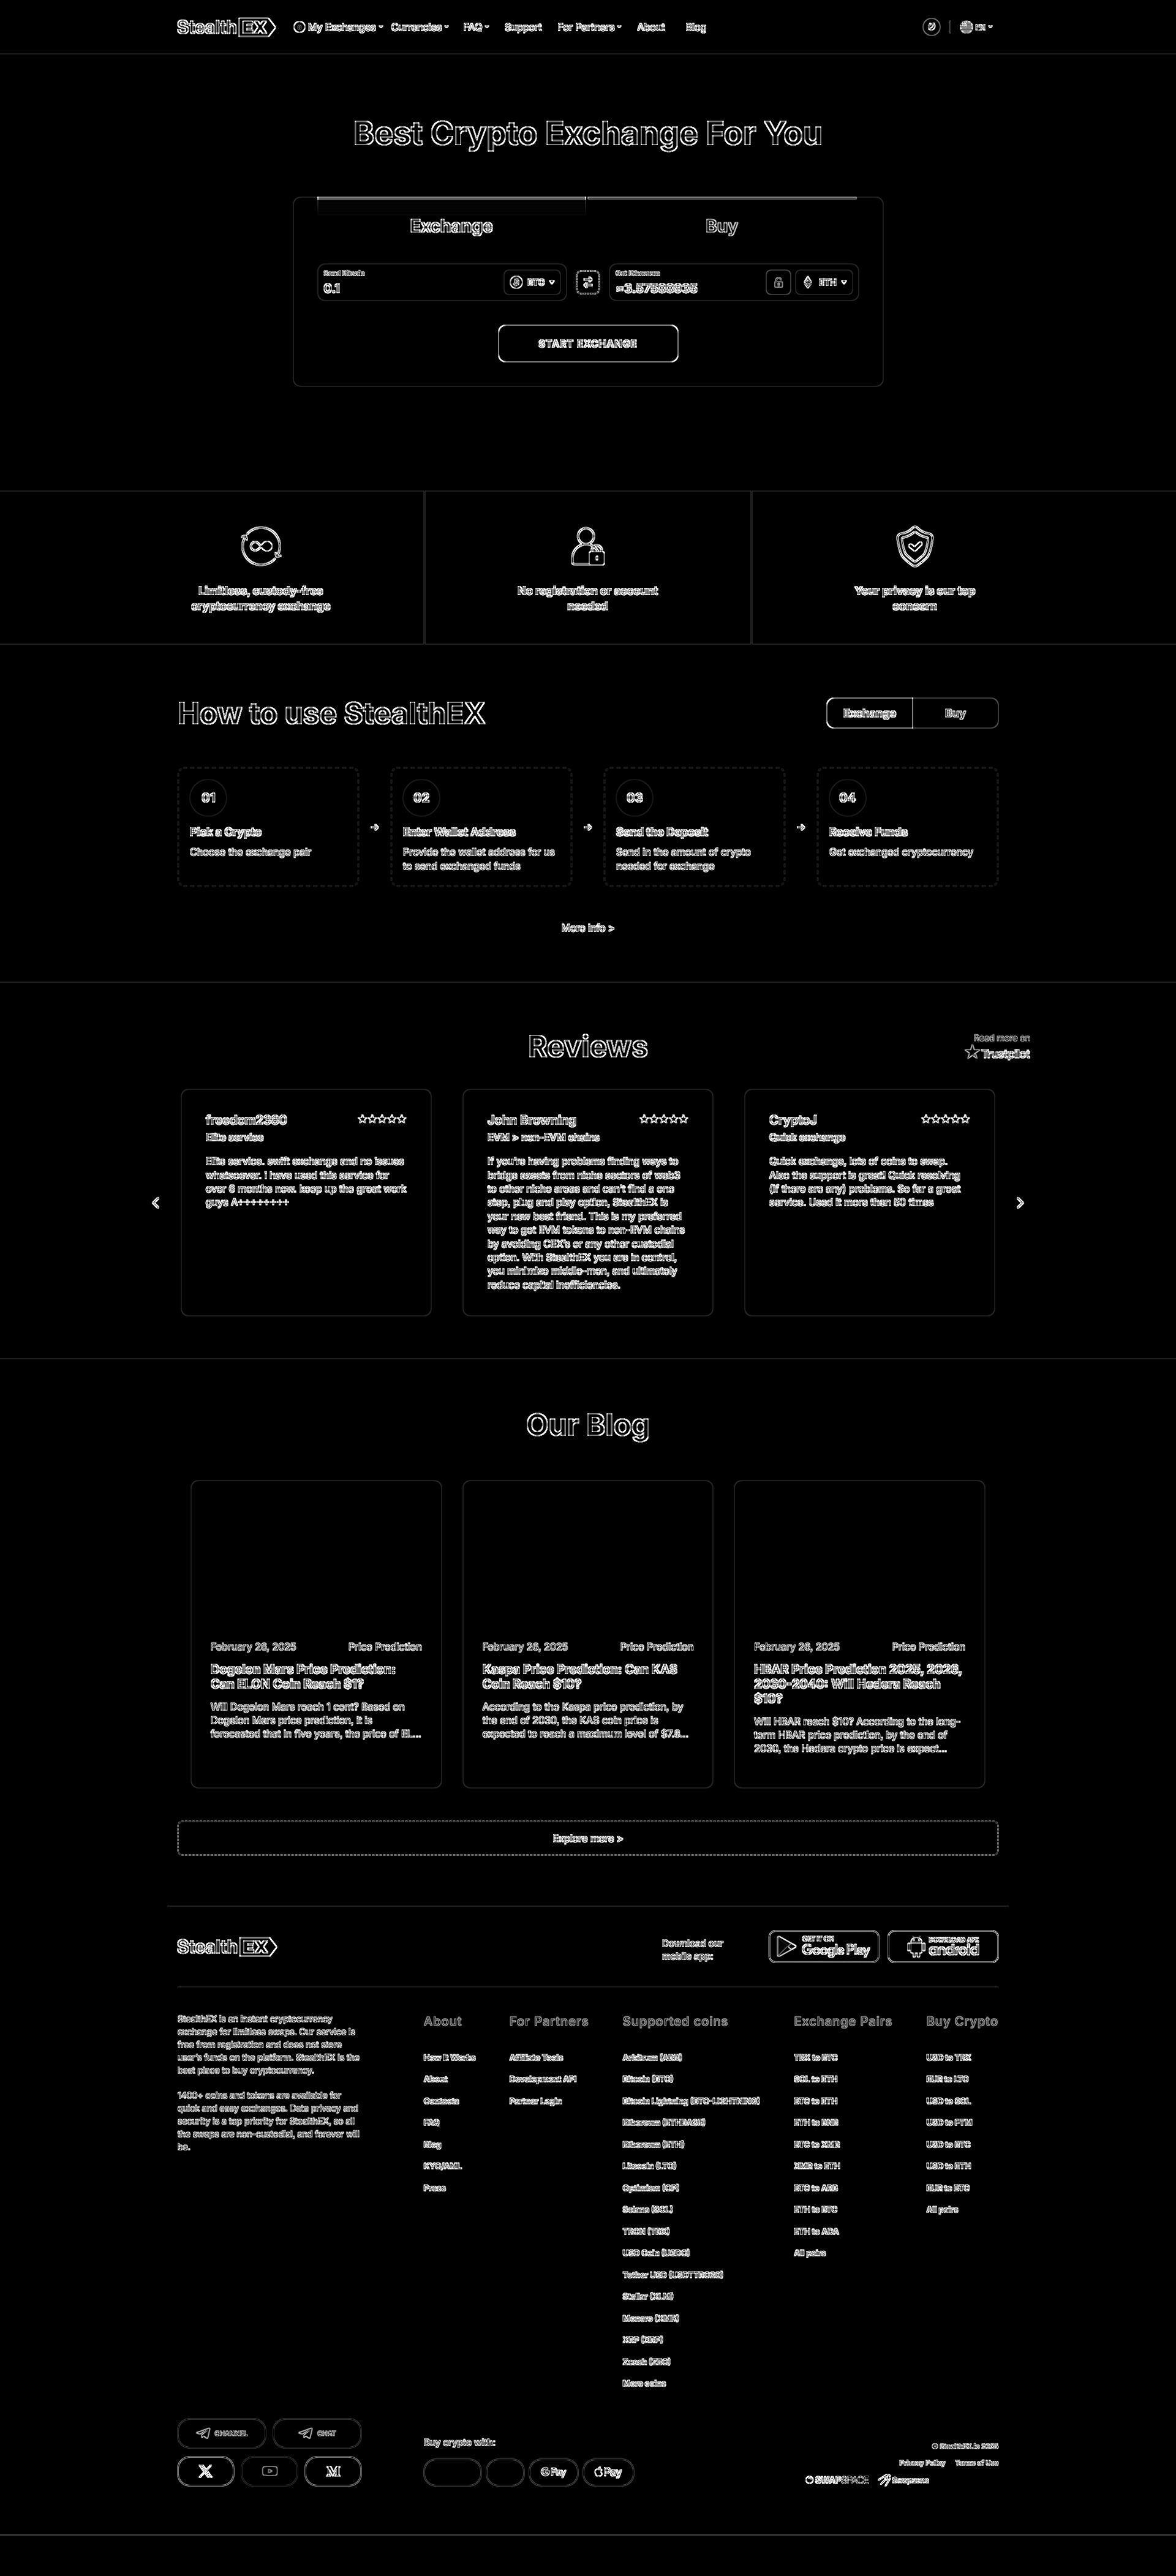 StealthEX
My Exchanges
Currencies
FAQ
Support
For Partners
About
Blog
EN
Best Crypto Exchange For You
Exchange
Buy
Send Bitcoin
0.1
BTC
Get Ethereum
ETH
START EXCHANGE
Limitless, custody-free
cryptocurrency exchange
No registration or account
needed
Your privacy is our top
concern
How to use StealthEX
Exchange
Buy
01
Pick a Crypto
Choose the exchange pair
02
Enter Wallet Address
Provide the wallet address for us
to send exchanged funds
03
Send the Deposit
Send in the amount of crypto
needed for exchange
04
Receive Funds
Get exchanged cryptocurrency
More info >
Reviews
Read more on
Trustpilot
freedom2360
Elite service
Elite service. swift exchange and no issues
whatsoever. I have used this service for
over 6 months now. keep up the great work
guys A++++++++
John Browning
EVM > non-EVM chains
If you're having problems finding ways to
bridge assets from niche sectors of web3
to other niche areas and can't find a one
stop, plug and play option, StealthEX is
your new best friend. This is my preferred
way to get EVM tokens to non-EVM chains
by avoiding CEX's or any other custodial
option. With StealthEX you are in control,
you minimize middle-men, and ultimately
reduce capital inefficiencies.
CryptoJ
Quick exchange
Quick exchange, lots of coins to swap.
Also the support is great! Quick resolving
(if there are any) problems. So far a great
service. Used it more than 50 times
Our Blog
February 26, 2025
Price Prediction
Dogelon Mars Price Prediction:
Can ELON Coin Reach $1?
Will Dogelon Mars reach 1 cent? Based on
Dogelon Mars price prediction, it is
forecasted that in five years, the price of EL...
February 26, 2025
Price Prediction
Kaspa Price Prediction: Can KAS
Coin Reach $10?
According to the Kaspa price prediction, by
the end of 2030, the KAS coin price is
expected to reach a maximum level of $7.8...
February 26, 2025
Price Prediction
HBAR Price Prediction 2025, 2026,
2030-2040: Will Hedera Reach
$10?
Will HBAR reach $10? According to the long-
term HBAR price prediction, by the end of
2030, the Hedera crypto price is expect...
Explore more >
StealthEX
Download our
mobile app:
GET IT ON
Google Play
DOWNLOAD APK
android
StealthEX is an instant cryptocurrency
exchange for limitless swaps. Our service is
free from registration and does not store
user's funds on the platform. StealthEX is the
best place to buy cryptocurrency.
1400+ coins and tokens are available for
quick and easy exchanges. Data privacy and
security is a top priority for StealthEX, so all
the swaps are non-custodial, and forever will
be.
About
How It Works
About
Contacts
FAQ
Blog
KYC/AML
Press
For Partners
Affiliate Tools
Development API
Partner Login
Supported coins
Arbitrum (ARB)
Bitcoin (BTC)
Bitcoin Lightning (BTC-LIGHTNING)
Ethereum (ETHBASE)
Ethereum (ETH)
Litecoin (LTC)
Optimism (OP)
Solana (SOL)
TRON (TRX)
USD Coin (USDC)
Tether USD (USDTTRC20)
Stellar (XLM)
Monero (XMR)
XRP (XRP)
Zcash (ZEC)
More coins
Exchange Pairs
TRX to BTC
SOL to ETH
BTC to ETH
ETH to BNB
BTC to XMR
XMR to ETH
BTC to ARB
ETH to BTC
ETH to ADA
All pairs
Buy Crypto
USD to TRX
EUR to LTC
USD to SOL
USD to PYM
USD to BTC
USD to ETH
EUR to BTC
All pairs
CHANNEL
CHAT
Buy crypto with:
G Pay
Pay
© StealthEX.io 2025
Privacy Policy
Terms of Use
SWAPSPACE
Swapzone